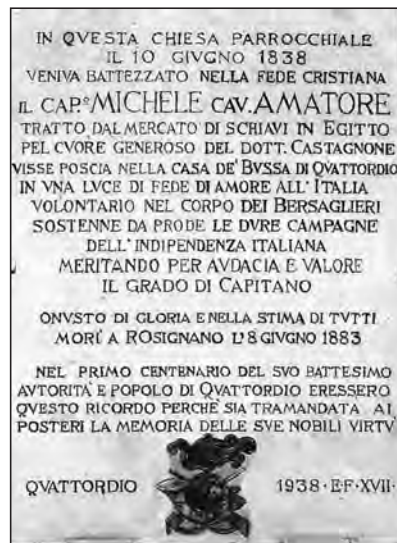 IN QVESTA CHIESA PARROCCHIALE
IL 10 GIVGNO 1838
VENIVA BATTEZZATO NELLA FEDE CRISTIANA
IL CAP.º MICHELE CAV. AMATORE
TRATTO DAL MERCATO DI SCHIAVI IN EGITTO
PEL CVORE GENEROSO DEL DOTT. CASTAGNONE
VISSE POSCIA NELLA CASA DE' BVSSA DI QVATTORDIO
IN VNA LVCE DI FEDE DI AMORE ALL' ITALIA
VOLONTARIO NEL CORPO DEI BERSAGLIERI
SOSTENNE DA PRODE LE DVRE CAMPAGNE
DELL' INDIPENDENZA ITALIANA
MERITANDO PER AVDACIA E VALORE
IL GRADO DI CAPITANO
ONVSTO DI GLORIA E NELLA STIMA DI TVTTI
MORI' A ROSIGNANO L' 8 GIVGNO 1883
NEL PRIMO CENTENARIO DEL SVO BATTESIMO
AVTORITA' E POPOLO DI QVATTORDIO ERESSERO
QVESTO RICORDO PERCHE' SIA TRAMANDATA AI
POSTERI LA MEMORIA DELLE SVE NOBILI VIRTV'
QVATTORDIO 1938·E·F·XVII·